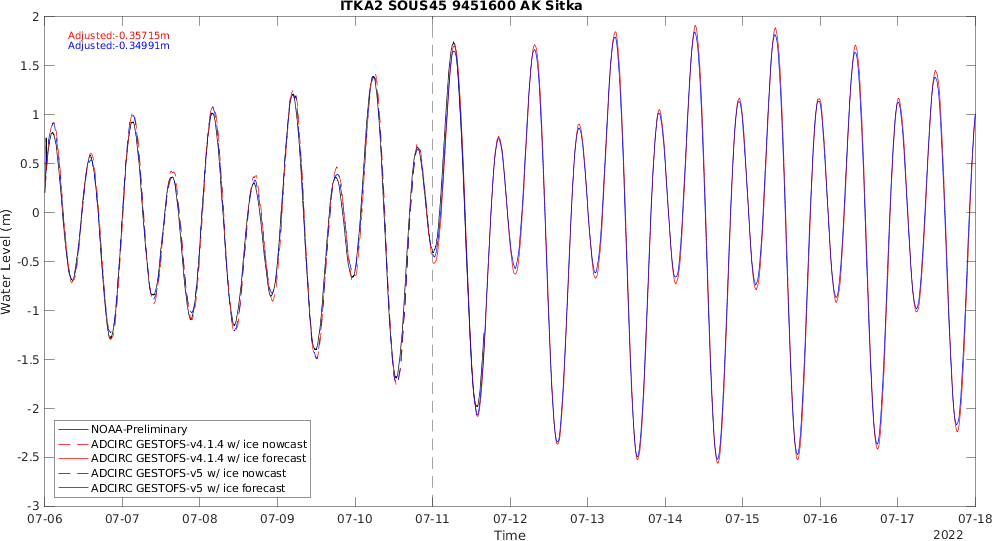 ITKA2 SOUS45 9451600 AK Sitka
Adjusted:-0.35715m
Adjusted:-0.34991m
2
1.5
1
0.5
0
-0.5
-1
-1.5
-2
-2.5
-3
Water Level (m)
NOAA-Preliminary
ADCIRC GESTOFS-v4.1.4 w/ ice nowcast
ADCIRC GESTOFS-v4.1.4 w/ ice forecast
ADCIRC GESTOFS-v5 w/ ice nowcast
ADCIRC GESTOFS-v5 w/ ice forecast
07-06 07-07 07-08 07-09 07-10 07-11 07-12 07-13 07-14 07-15 07-16 07-17 07-18
Time
2022